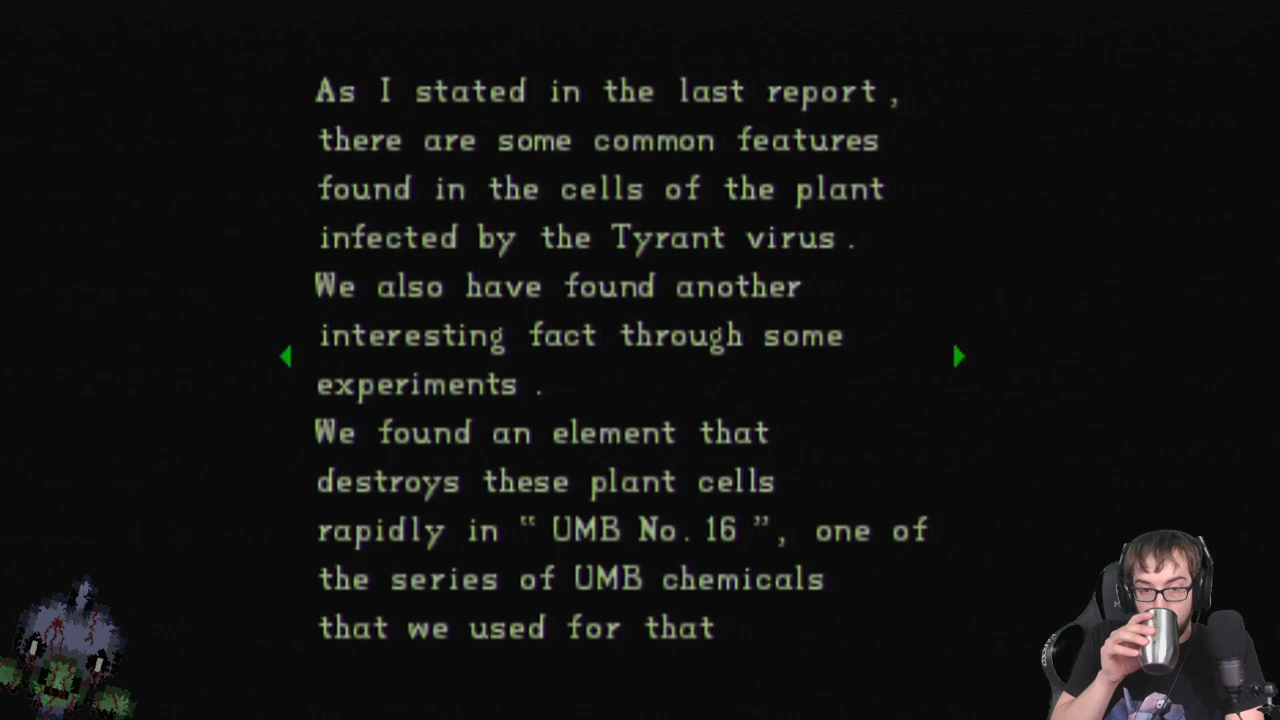 As I stated in the last report,
there are some common features
found in the cells of the plant
infected by the Tyrant virus.
We also have found another
interesting fact through some
experiments.
We found an element that
destroys these plant cells
rapidly in “ UMB No. 16 ”, one of
the series of UMB chemicals
that we used for that